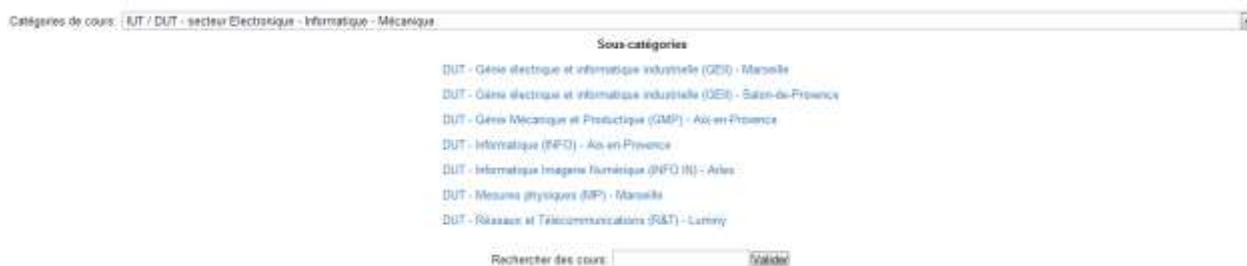 Catégories de cours: IUT / DUT - secteur Electronique - Informatique - Mécanique
Sous-catégories
DUT - Génie électrique et informatique industrielle (GEII) - Marseille
DUT - Génie électrique et informatique industrielle (GEII) - Salon-de-Provence
DUT - Génie Mécanique et Productique (GMP) - Aix-en-Provence
DUT - Informatique (INFO) - Aix-en-Provence
DUT - Informatique Imagerie Numérique (INFO IN) - Arles
DUT - Mesures physiques (MP) - Marseille
DUT - Réseaux et Télécommunications (R&T) - Luminy
Rechercher des cours: Valider